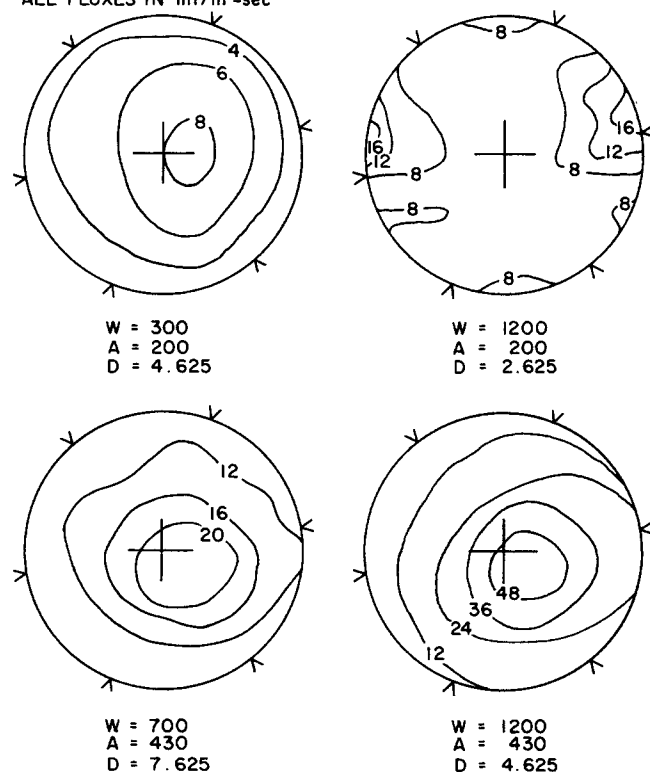 ALL FLUXES IN ml/m²-sec
4
6
8
W = 300
A = 200
D = 4.625
8
16
12
8
8
16
12
8
8
8
W = 1200
A = 200
D = 2.625
12
16
20
W = 700
A = 430
D = 7.625
48
36
24
12
W = 1200
A = 430
D = 4.625